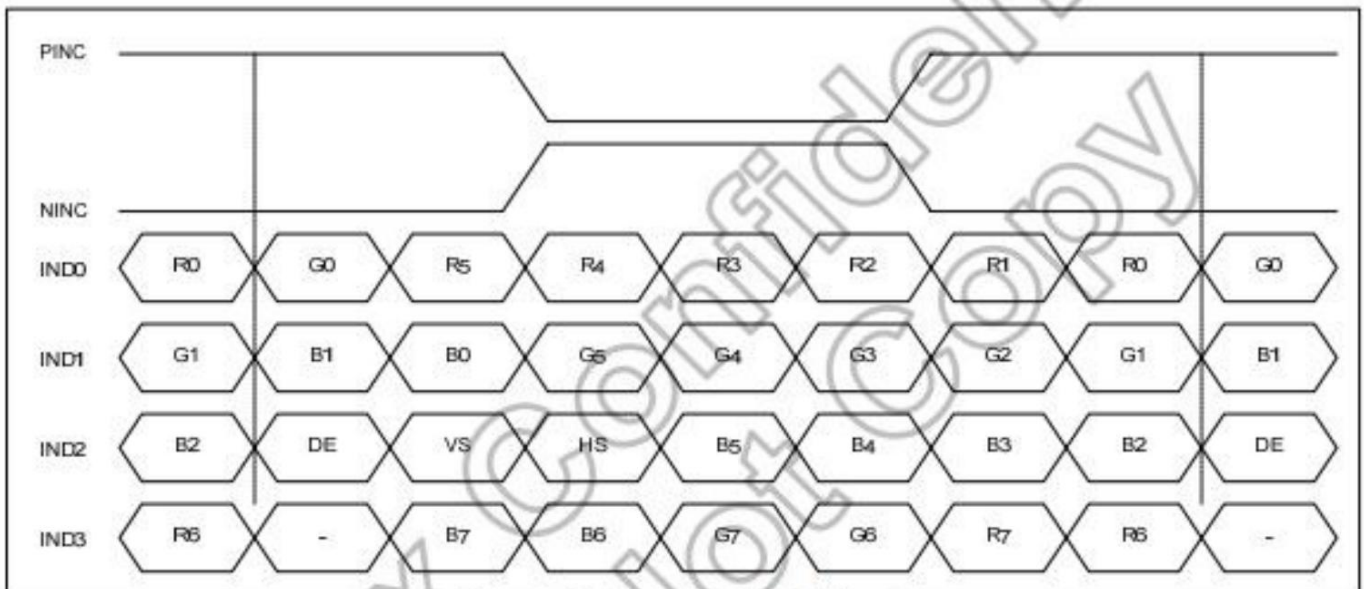 PINC
NINC
IND0 R0 G0 R5 R4 R3 R2 R1 R0 G0
IND1 G1 B1 B0 G5 G4 G3 G2 G1 B1
IND2 B2 DE VS HS B5 B4 B3 B2 DE
IND3 R6 - B7 B6 G7 G6 R7 R6 -
Copy